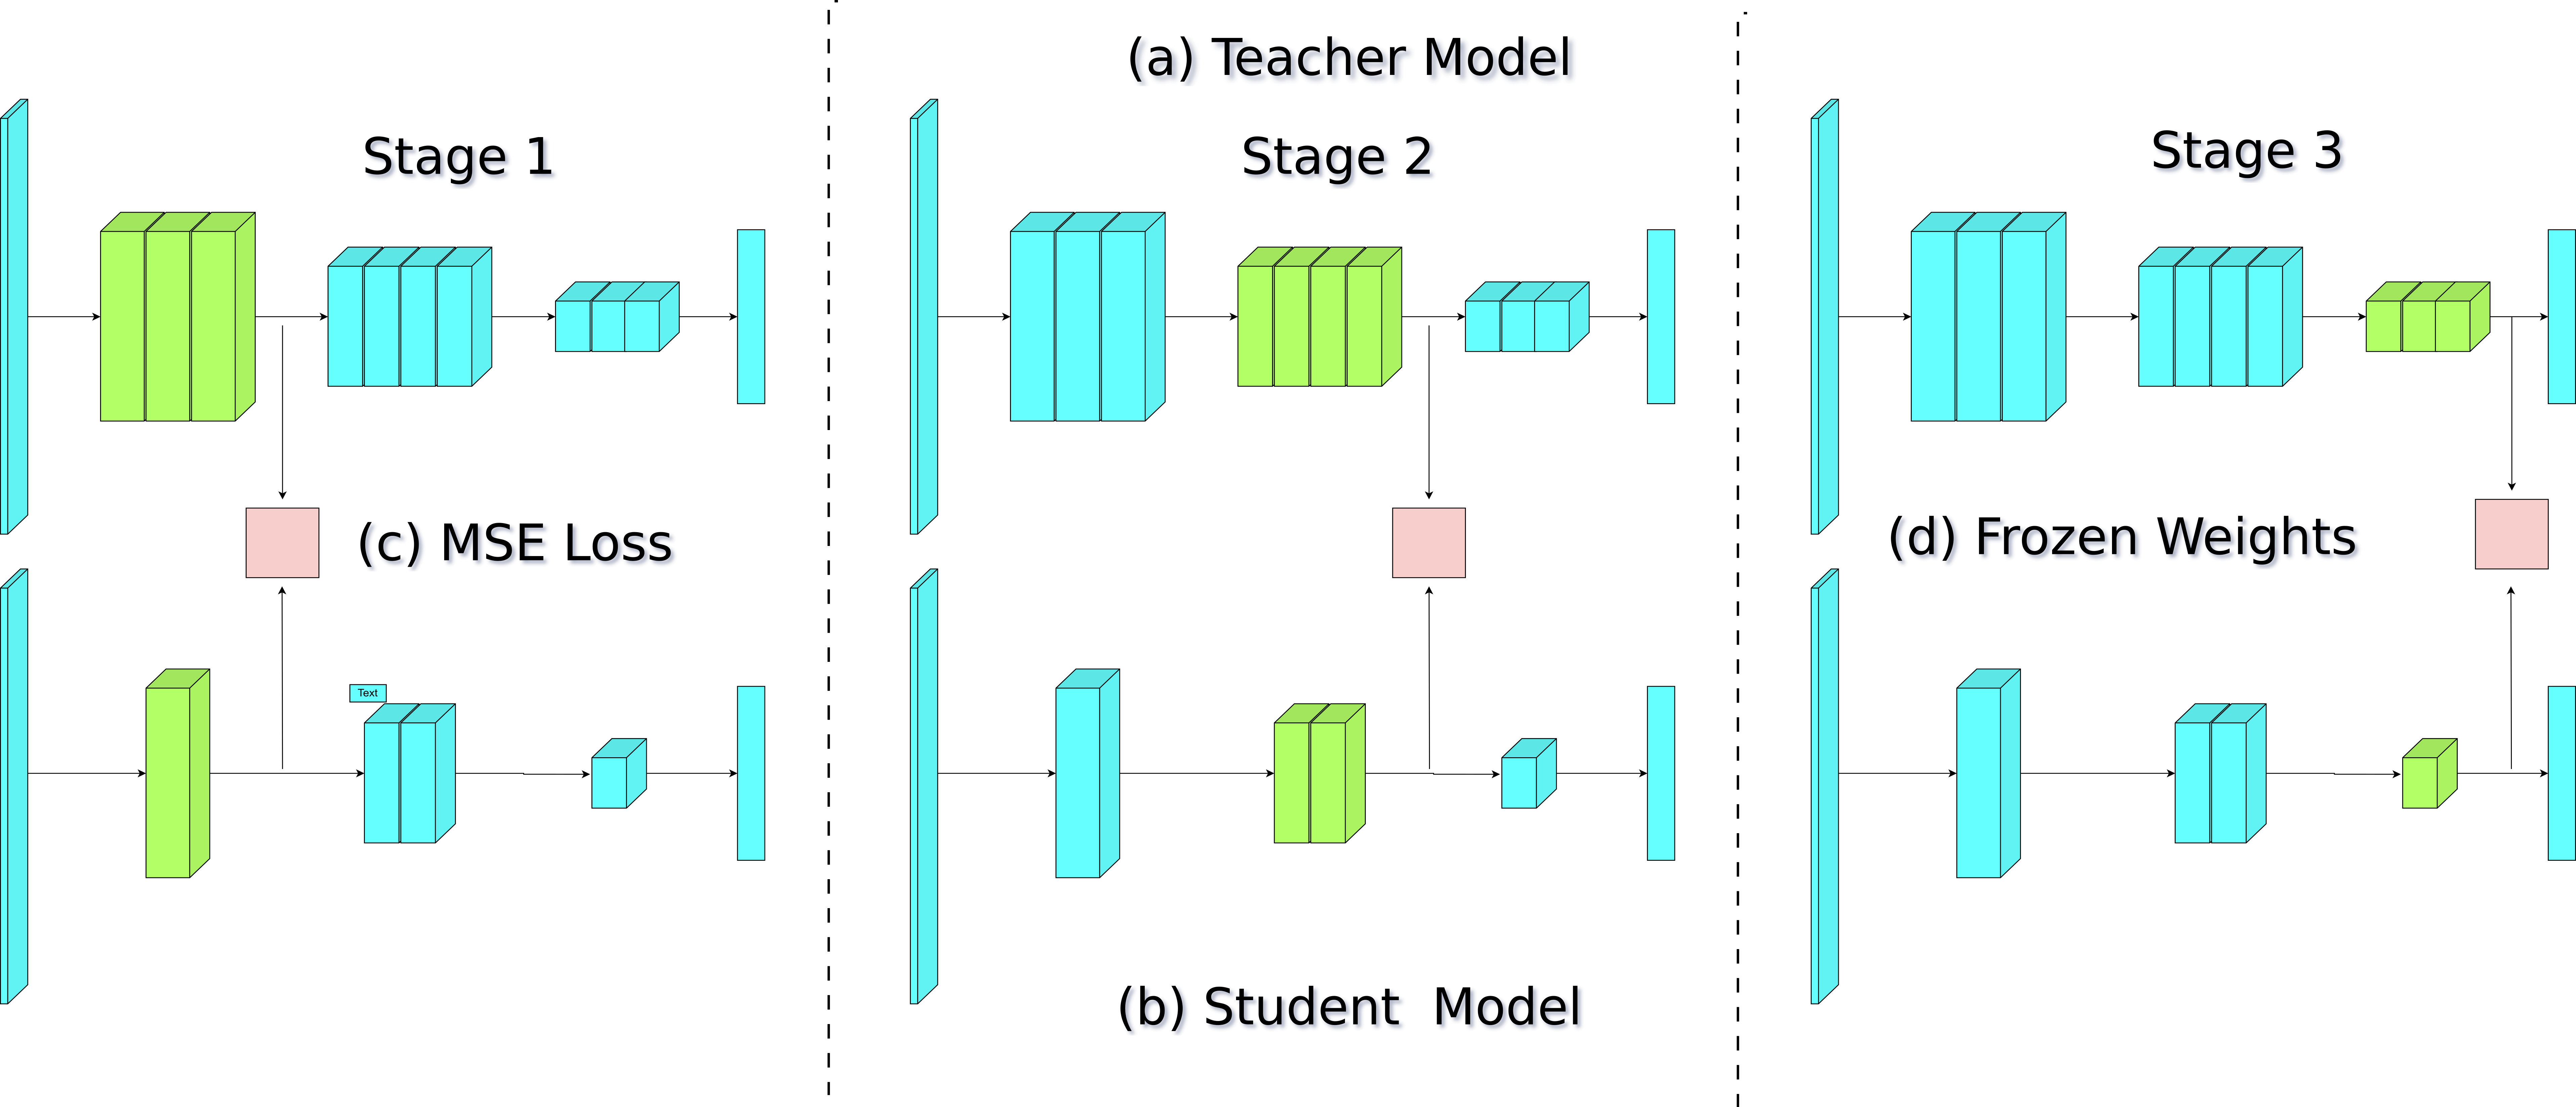 (a) Teacher Model
Stage 1
Stage 2
Stage 3
(c) MSE Loss
(d) Frozen Weights
Text
(b) Student  Model